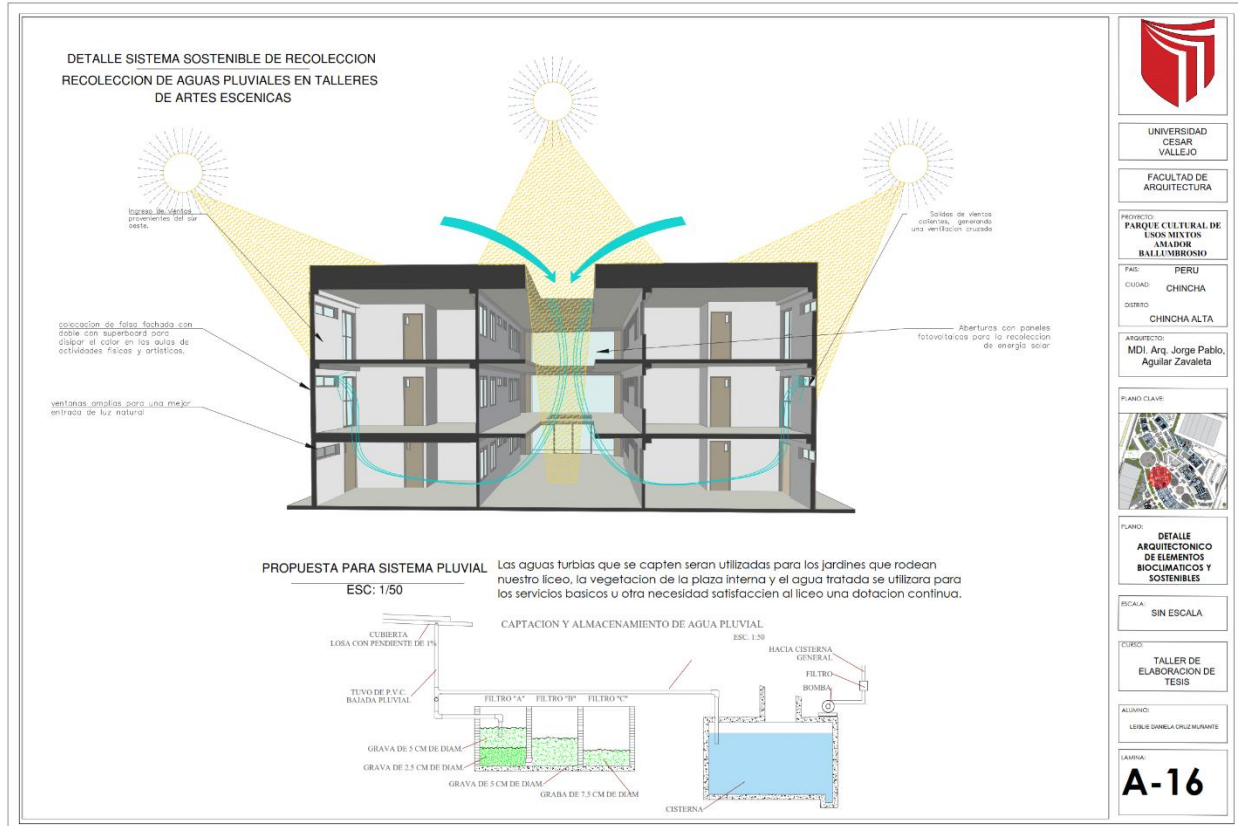 DETALLE SISTEMA SOSTENIBLE DE RECOLECCION
RECOLECCION DE AGUAS PLUVIALES EN TALLERES
DE ARTES ESCENICAS
Ingreso de vientos
provenientes del sur
oeste.
Salidas de vientos
calientes, generando
una ventilacion cruzada
colocacion de falsa fachada con
doble con superboard para
disipar el calor en las aulas de
actividades fisicas y artisticas.
Aberturas con paneles
fotovoltaicos para la recoleccion
de energia solar
ventanas amplias para una mejor
entrada de luz natural
PROPUESTA PARA SISTEMA PLUVIAL
ESC: 1/50
Las aguas turbias que se capten seran utilizadas para los jardines que rodean
nuestro liceo, la vegetacion de la plaza interna y el agua tratada se utilizara para
los servicios basicos u otra necesidad satisfaccien al liceo una dotacion continua.
CAPTACION Y ALMACENAMIENTO DE AGUA PLUVIAL
ESC. 1:50
CUBIERTA
LOSA CON PENDIENTE DE 1%
TUVO DE P.V.C.
BAJADA PLUVIAL
FILTRO "A" FILTRO "B" FILTRO "C"
HACIA CISTERNA
GENERAL
FILTRO
BOMBA
GRAVA DE 5 CM DE DIAM.
GRAVA DE 2.5 CM DE DIAM.
GRAVA DE 5 CM DE DIAM.
GRABA DE 7.5 CM DE DIAM
CISTERNA
UNIVERSIDAD
CESAR
VALLEJO
FACULTAD DE
ARQUITECTURA
PROYECTO:
PARQUE CULTURAL DE
USOS MIXTOS
AMADOR
BALLUMBROSIO
PAIS: PERU
CIUDAD: CHINCHA
DISTRITO
CHINCHA ALTA
ARQUITECTO:
MDI. Arq. Jorge Pablo,
Aguilar Zavaleta
PLANO CLAVE:
PLANO:
DETALLE
ARQUITECTONICO
DE ELEMENTOS
BIOCLIMATICOS Y
SOSTENIBLES
ESCALA:
SIN ESCALA
CURSO:
TALLER DE
ELABORACION DE
TESIS
ALUMNO:
LEISLIE DANIELA CRUZ MUNANTE
LAMINA:
A-16